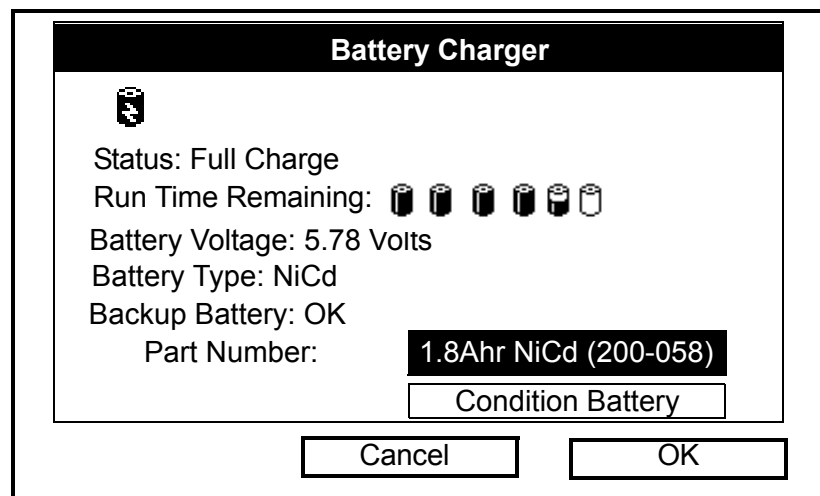 Battery Charger
Status: Full Charge
Run Time Remaining:
Battery Voltage: 5.78 Volts
Battery Type: NiCd
Backup Battery: OK
Part Number: 1.8Ahr NiCd (200-058)
Condition Battery
Cancel OK